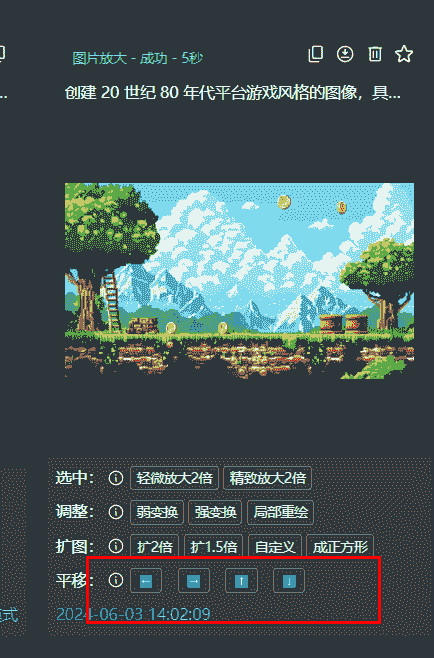 图片放大 - 成功 - 5秒
... 创建 20 世纪 80 年代平台游戏风格的图像，具...
选中： 轻微放大2倍 精致放大2倍
调整： 弱变换 强变换 局部重绘
扩图： 扩2倍 扩1.5倍 自定义 成正方形
平移： ← → ↑ ↓
模式 2024-06-03 14:02:09